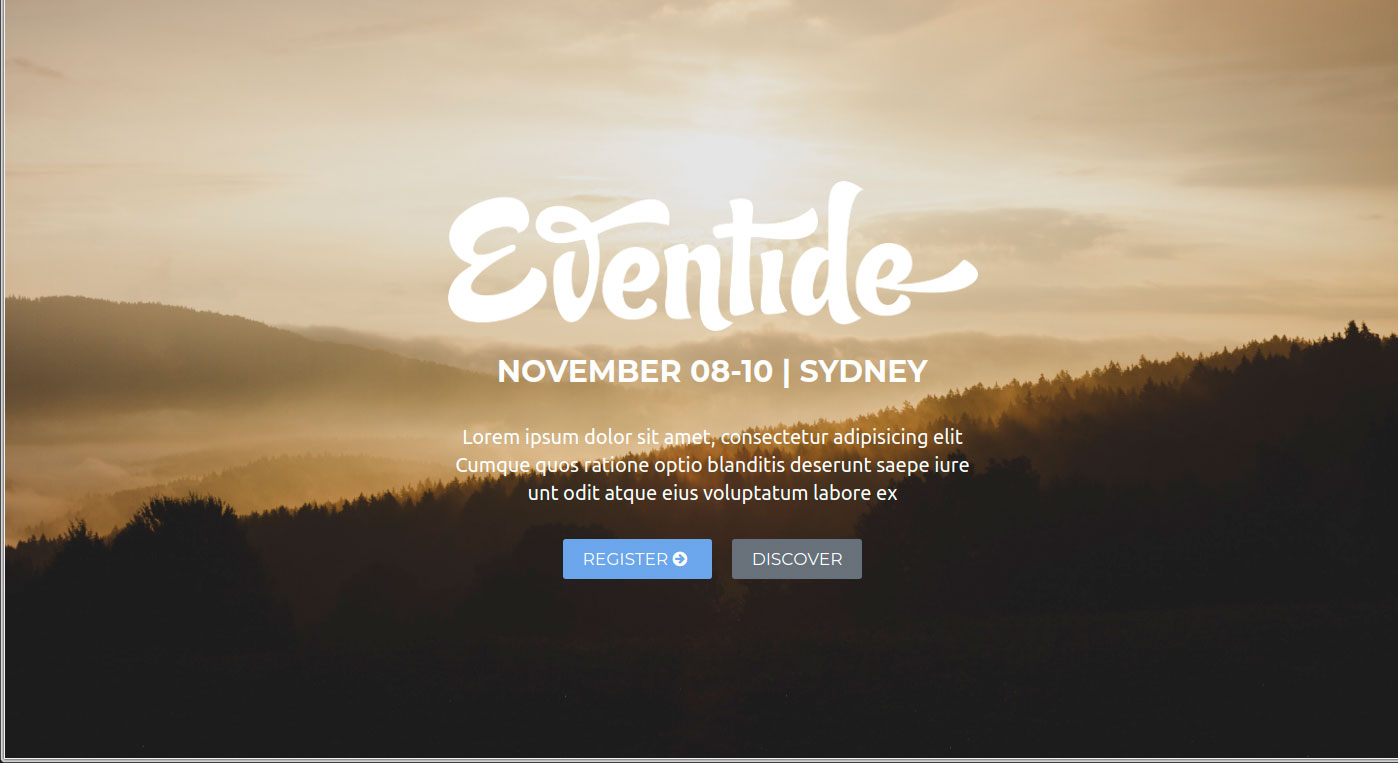 Eventide
NOVEMBER 08-10 | SYDNEY
Lorem ipsum dolor sit amet, consectetur adipisicing elit
Cumque quos ratione optio blanditis deserunt saepe iure
unt odit atque eius voluptatum labore ex
REGISTER
DISCOVER